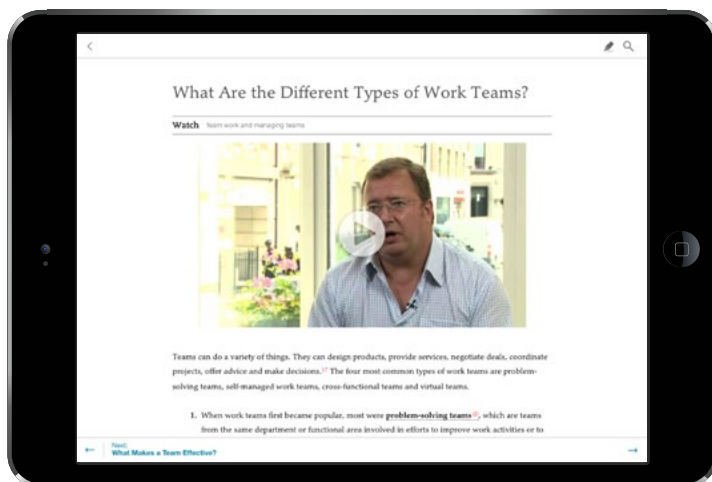 What Are the Different Types of Work Teams?
Watch Team work and managing teams
Teams can do a variety of things. They can design products, provide services, negotiate deals, coordinate
projects, offer advice and make decisions.17 The four most common types of work teams are problem-
solving teams, self-managed work teams, cross-functional teams and virtual teams.
1. When work teams first became popular, most were problem-solving teams, which are teams
from the same department or functional area involved in efforts to improve work activities or to
Next:
What Makes a Team Effective?